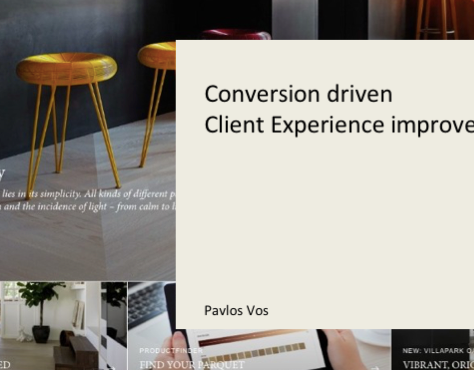 Conversion driven
Client Experience improve
y
lies in its simplicity. All kinds of different p
and the incidence of light – from calm to l
Pavlos Vos
PRODUCTFINDER
FIND YOUR PARQUET
NEW: VILLAPARK O
VIBRANT, ORIG
ED